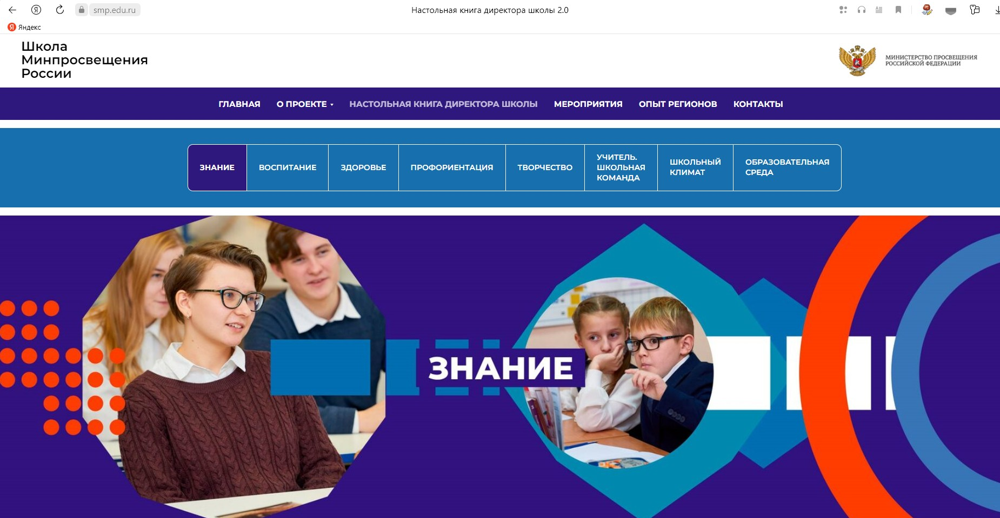 smp.edu.ru
Настольная книга директора школы 2.0
Яндекс
Школа
Минпросвещения
России
МИНИСТЕРСТВО ПРОСВЕЩЕНИЯ
РОССИЙСКОЙ ФЕДЕРАЦИИ
ГЛАВНАЯ О ПРОЕКТЕ НАСТОЛЬНАЯ КНИГА ДИРЕКТОРА ШКОЛЫ МЕРОПРИЯТИЯ ОПЫТ РЕГИОНОВ КОНТАКТЫ
ЗНАНИЕ
ВОСПИТАНИЕ
ЗДОРОВЬЕ
ПРОФОРИЕНТАЦИЯ
ТВОРЧЕСТВО
УЧИТЕЛЬ.
ШКОЛЬНАЯ
КОМАНДА
ШКОЛЬНЫЙ
КЛИМАТ
ОБРАЗОВАТЕЛЬНАЯ
СРЕДА
ЗНАНИЕ